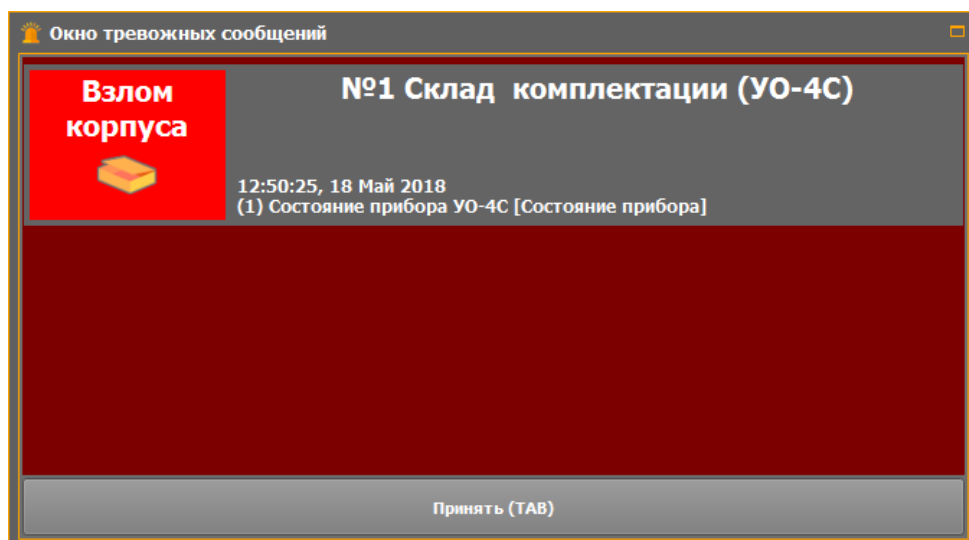 Окно тревожных сообщений
Взлом
корпуса
№1 Склад комплектации (УО-4С)
12:50:25, 18 Май 2018
(1) Состояние прибора УО-4С [Состояние прибора]
Принять (TAB)